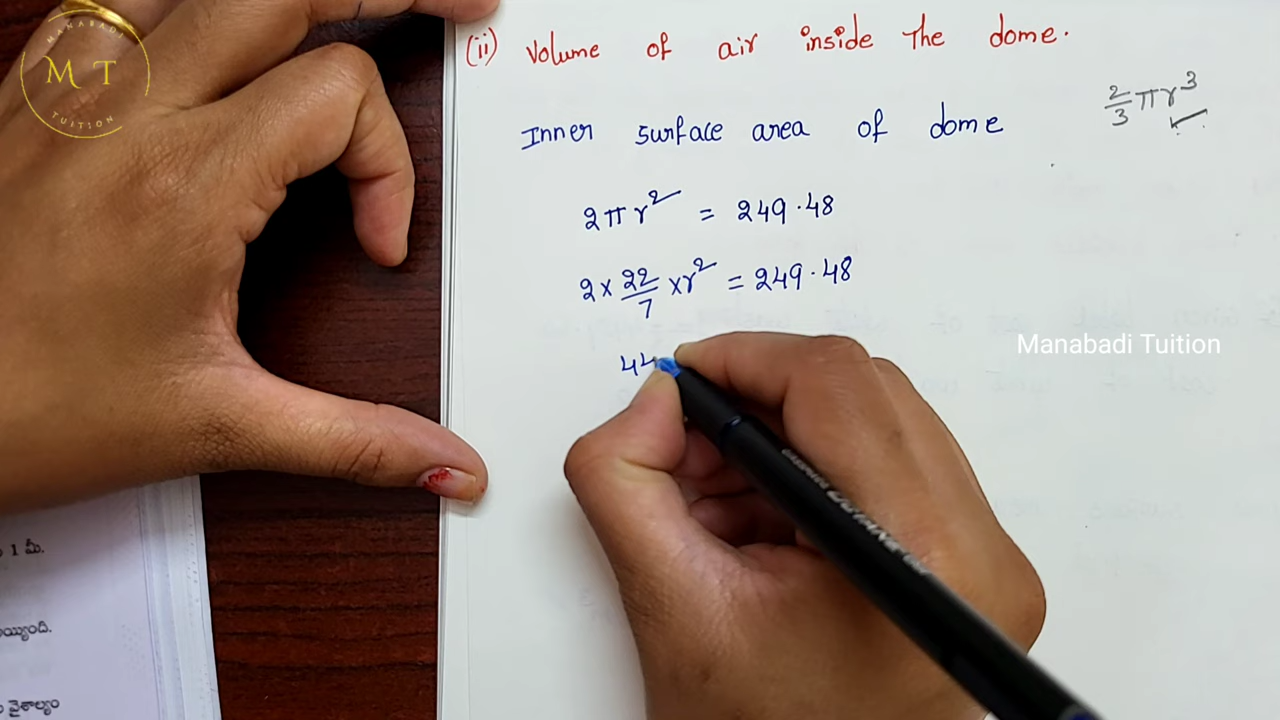 MANABADI
M T
TUITION
(ii) Volume of air inside the dome.
2/3 πr³
Inner surface area of dome
2πr² = 249.48
2 × 22/7 × r² = 249.48
44
Manabadi Tuition
1 మీ.
వైశాల్యం